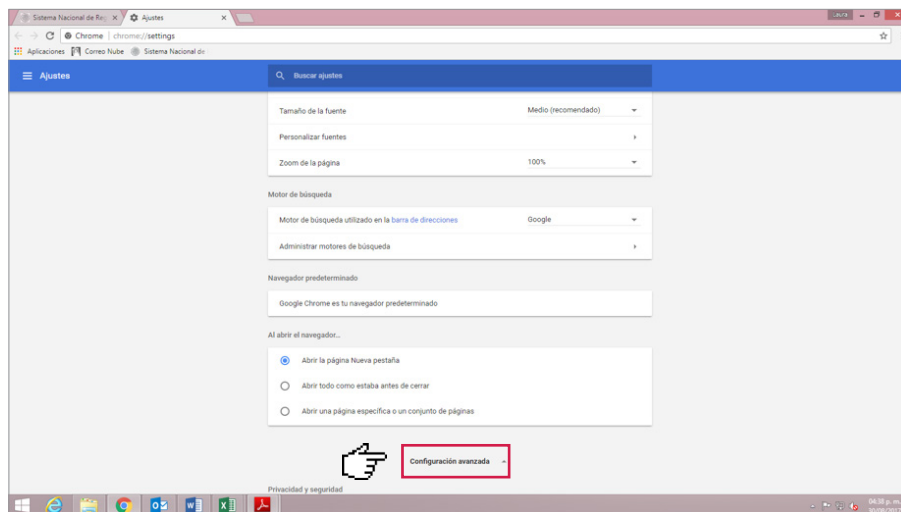 Sistema Nacional de Re
Ajustes
Chrome | chrome://settings
Aplicaciones
Correo Nube
Sistema Nacional de
Ajustes
Buscar ajustes
Tamaño de la fuente
Medio (recomendado)
Personalizar fuentes
Zoom de la página
100%
Motor de búsqueda
Motor de búsqueda utilizado en la barra de direcciones
Google
Administrar motores de búsqueda
Navegador predeterminado
Google Chrome es tu navegador predeterminado
Al abrir el navegador...
Abrir la página Nueva pestaña
Abrir todo como estaba antes de cerrar
Abrir una página específica o un conjunto de páginas
Configuración avanzada
Privacidad y seguridad
04:38 p. m.